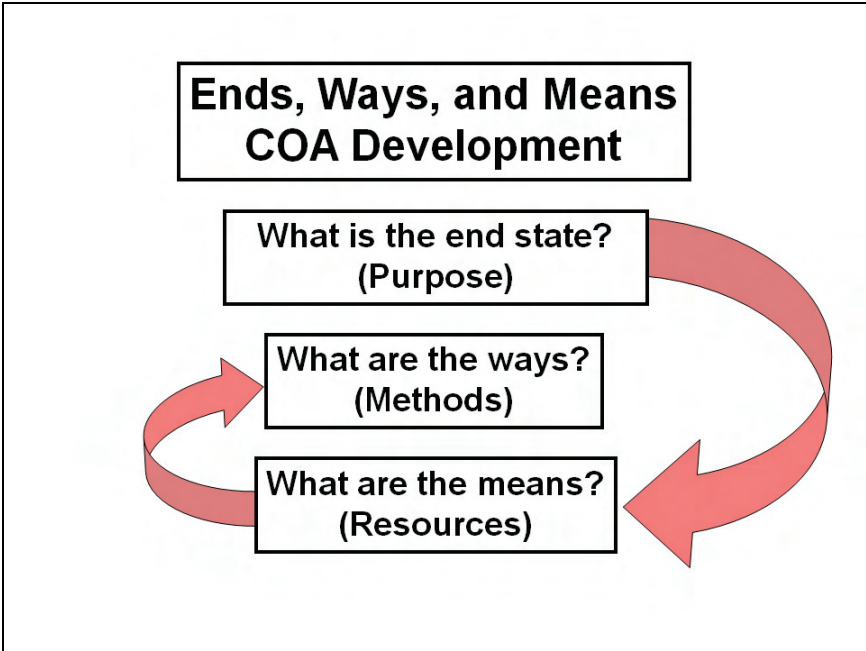 Ends, Ways, and Means
COA Development
What is the end state?
(Purpose)
What are the ways?
(Methods)
What are the means?
(Resources)